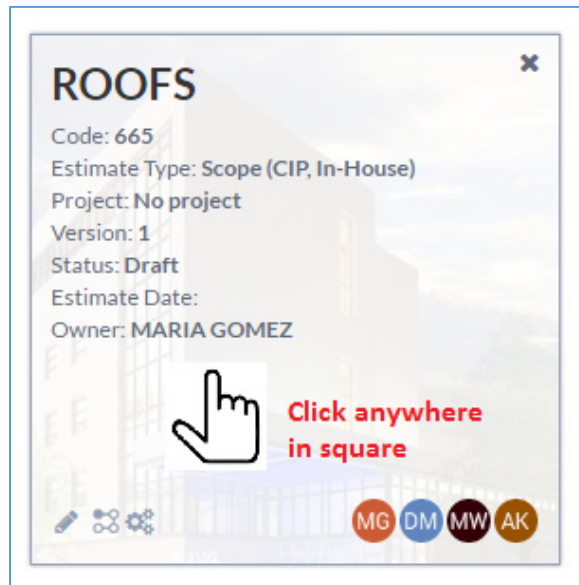 ROOFS
Code: 665
Estimate Type: Scope (CIP, In-House)
Project: No project
Version: 1
Status: Draft
Estimate Date:
Owner: MARIA GOMEZ
Click anywhere
in square
MG DM MW AK